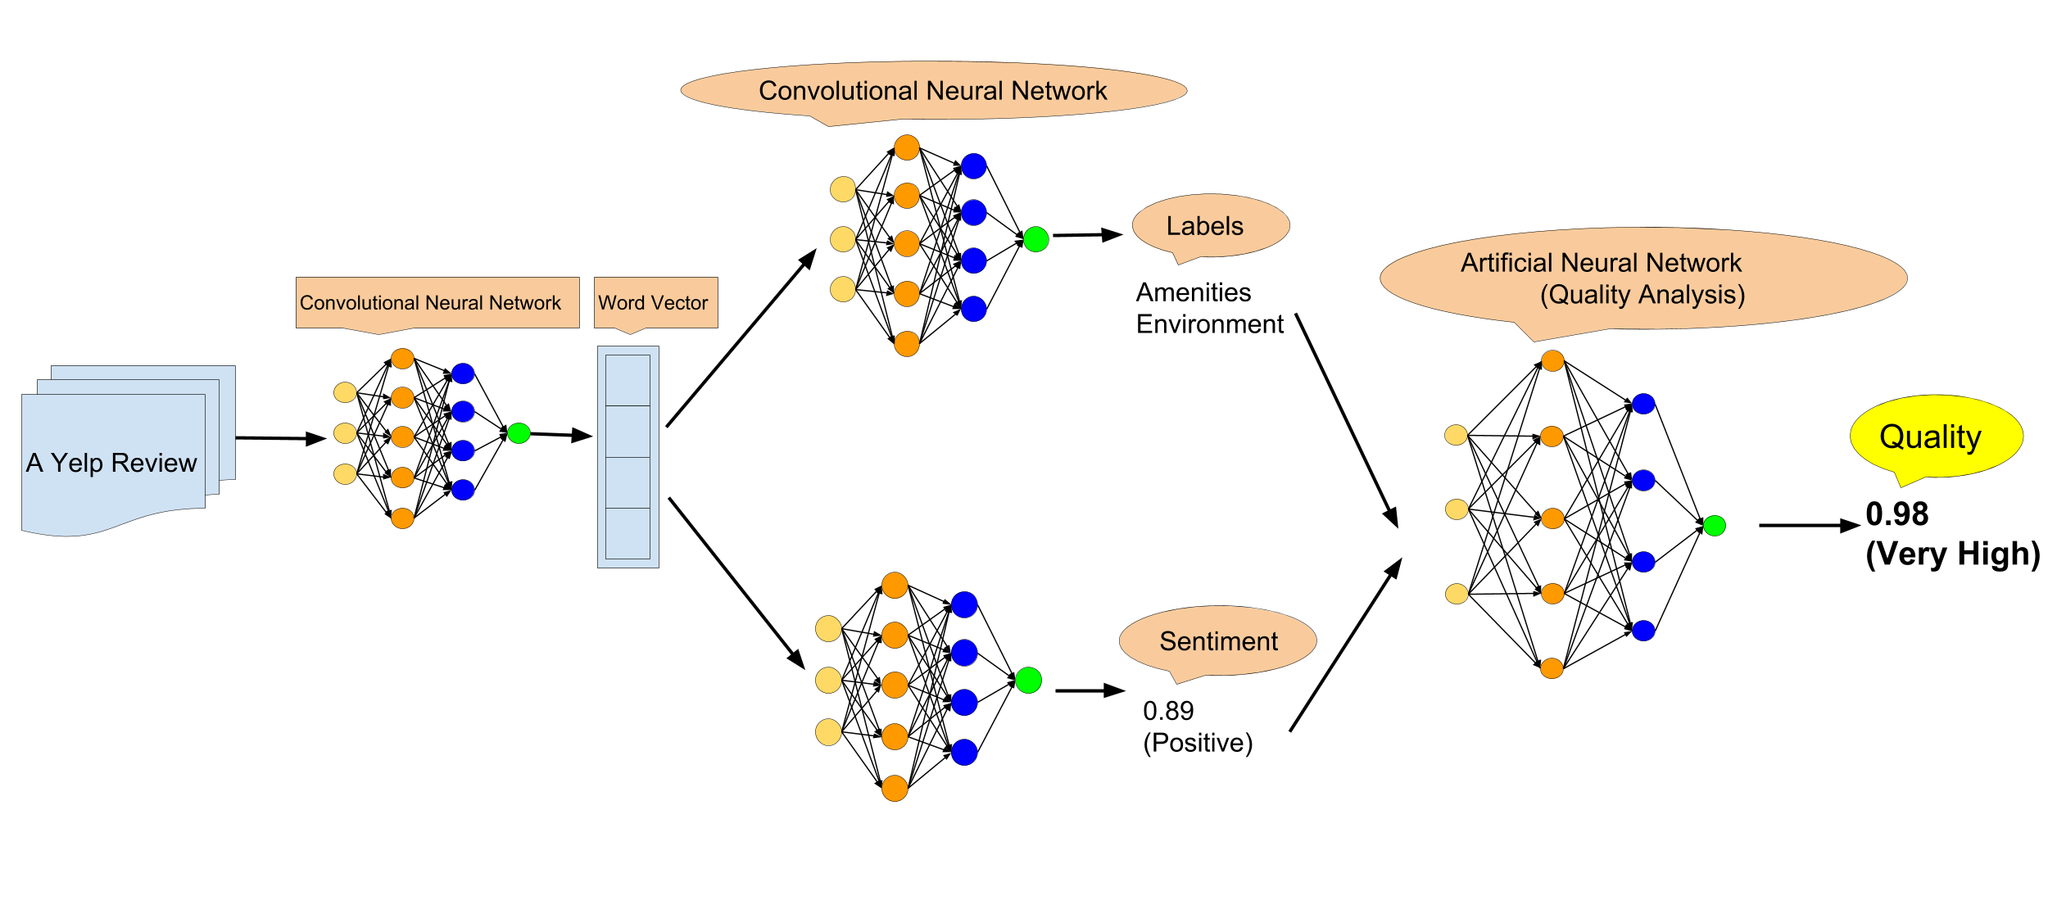 A Yelp Review
Convolutional Neural Network
Word Vector
Convolutional Neural Network
Labels
Amenities
Environment
Sentiment
0.89
(Positive)
Artificial Neural Network
(Quality Analysis)
Quality
0.98
(Very High)